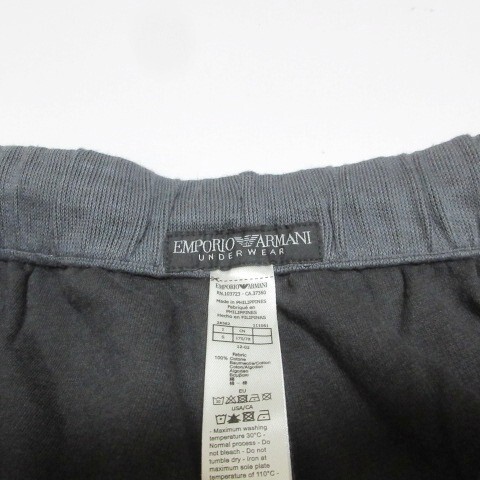 EMPORIO ARMANI
UNDERWEAR
EMPORIO ARMANI
Made in PHILIPPINES
Fabriqué en
PHILIPPINES
Hecho en FILIPINAS
Fabric
100% Cotone
Algodon
EU
USA/CA
- Maximum washing
temperature 30°C -
Normal process - Do
not bleach - Do not
tumble dry - Iron at
maximum sole plate
temperature of 110°C -